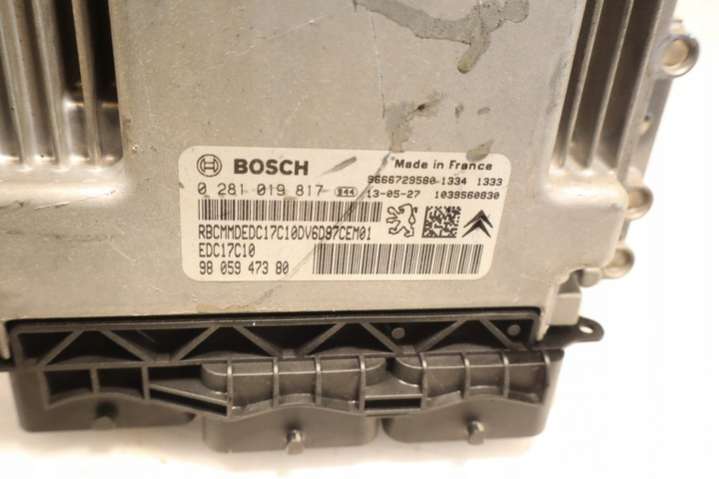 BOSCH Made in France
9666729580 1334 1333
0 281 019 817 13-05-27 1039560830
RBCMMDEDC17C10DV6D97CEM01
EDC17C10
98 059 473 80